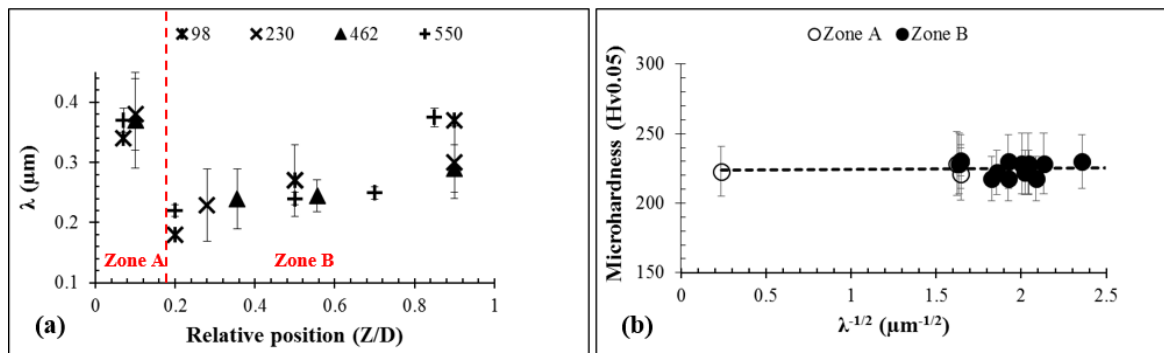 98 230 462 550
λ (µm)
0.4
0.3
0.2
0.1
Zone A Zone B
0 0.2 0.4 0.6 0.8 1
(a) Relative position (Z/D)
Zone A Zone B
Microhardness (Hv0.05)
300
250
200
150
0 0.5 1 1.5 2 2.5
(b) λ-1/2 (µm-1/2)